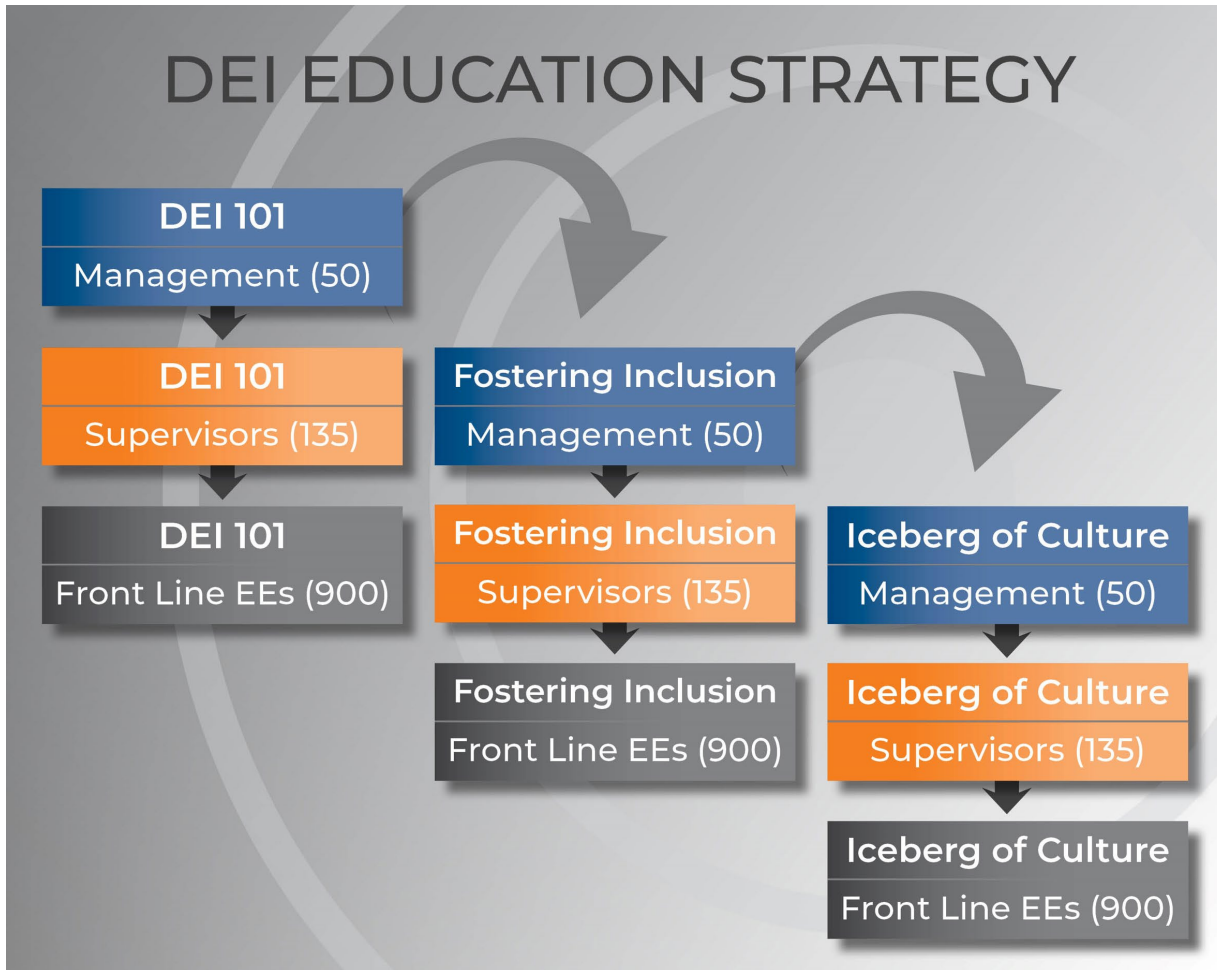 DEI EDUCATION STRATEGY
DEI 101
Management (50)
DEI 101
Supervisors (135)
DEI 101
Front Line EEs (900)
Fostering Inclusion
Management (50)
Fostering Inclusion
Supervisors (135)
Fostering Inclusion
Front Line EEs (900)
Iceberg of Culture
Management (50)
Iceberg of Culture
Supervisors (135)
Iceberg of Culture
Front Line EEs (900)